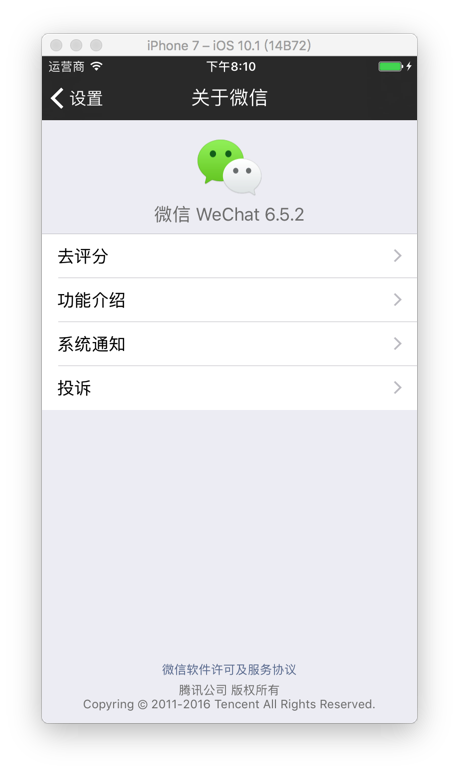 iPhone 7 – iOS 10.1 (14B72)
运营商 下午8:10
设置 关于微信
微信 WeChat 6.5.2
去评分
功能介绍
系统通知
投诉
微信软件许可及服务协议
腾讯公司 版权所有
Copyring © 2011-2016 Tencent All Rights Reserved.